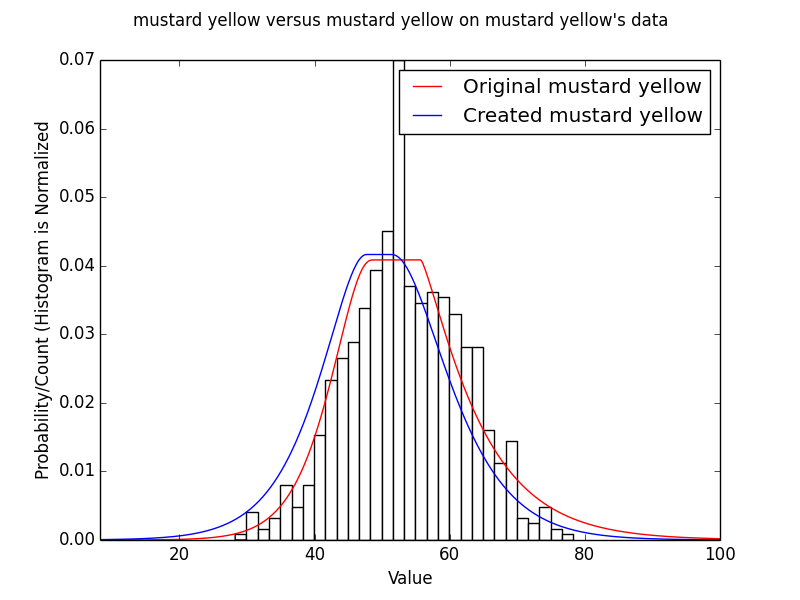 mustard yellow versus mustard yellow on mustard yellow's data
Original mustard yellow
Created mustard yellow
Probability/Count (Histogram is Normalized
0.07
0.06
0.05
0.04
0.03
0.02
0.01
0.00
20
40
60
80
100
Value